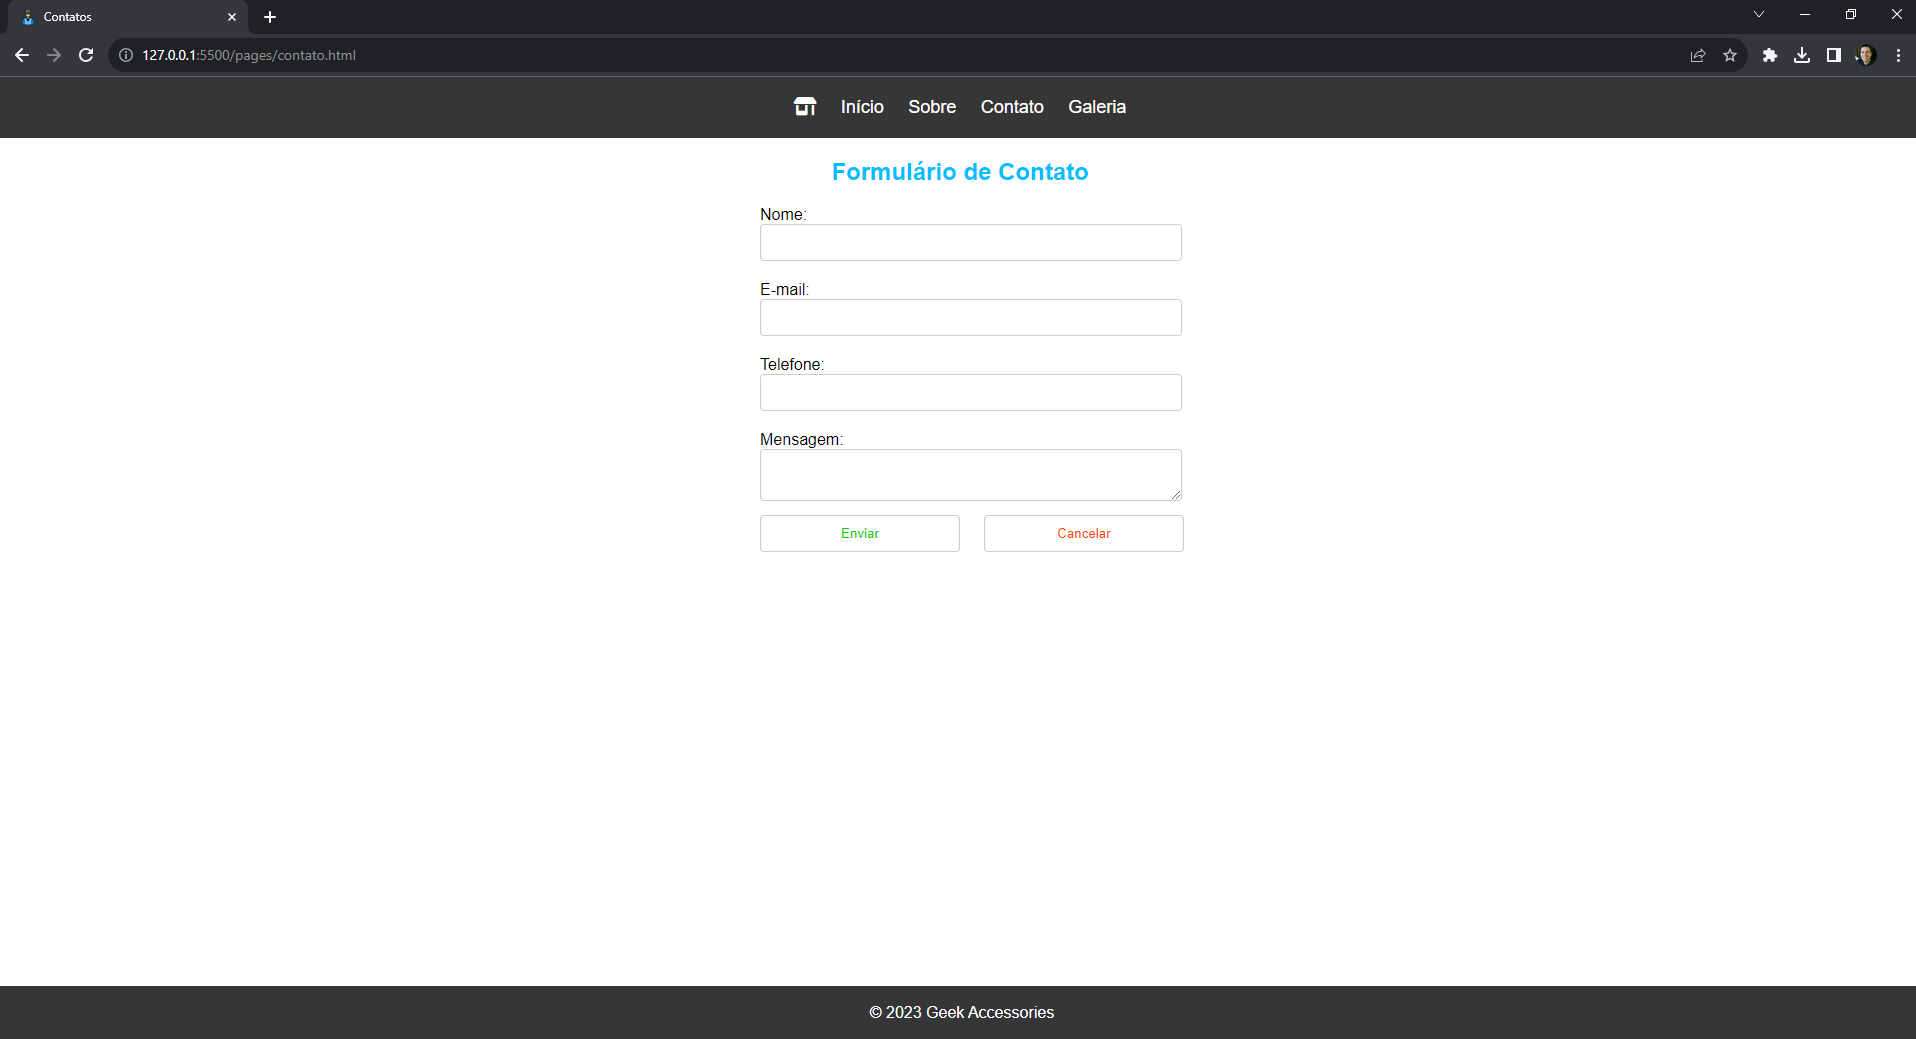 Contatos
127.0.0.1:5500/pages/contato.html
Início Sobre Contato Galeria
Formulário de Contato
Nome:
E-mail:
Telefone:
Mensagem:
Enviar Cancelar
© 2023 Geek Accessories